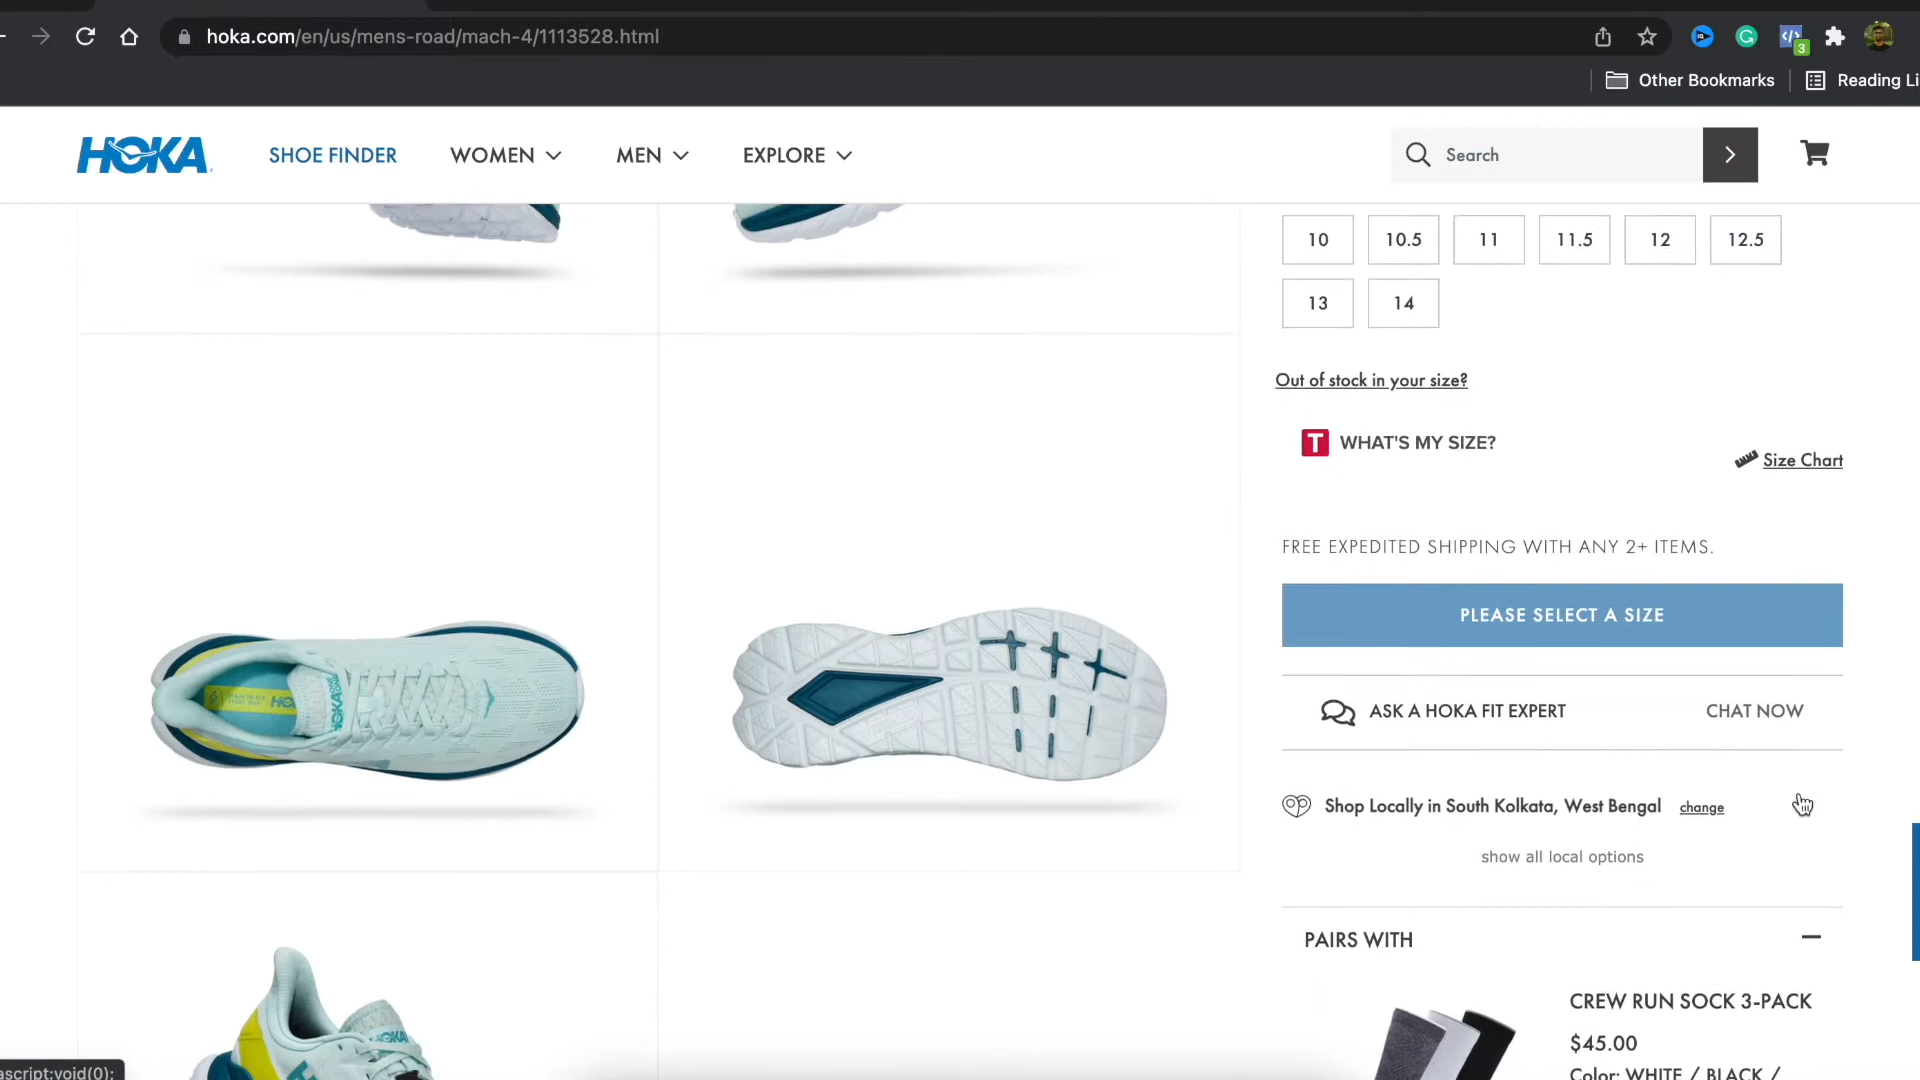 hoka.com/en/us/mens-road/mach-4/1113528.html
3
Other Bookmarks
Reading Li
HOKA
SHOE FINDER
WOMEN
MEN
EXPLORE
Search
10
10.5
11
11.5
12
12.5
13
14
Out of stock in your size?
T WHAT'S MY SIZE?
Size Chart
FREE EXPEDITED SHIPPING WITH ANY 2+ ITEMS.
PLEASE SELECT A SIZE
ASK A HOKA FIT EXPERT
CHAT NOW
Shop Locally in South Kolkata, West Bengal change
show all local options
PAIRS WITH
CREW RUN SOCK 3-PACK
$45.00
Color: WHITE / BLACK /
HOKA
ascript:void(0);